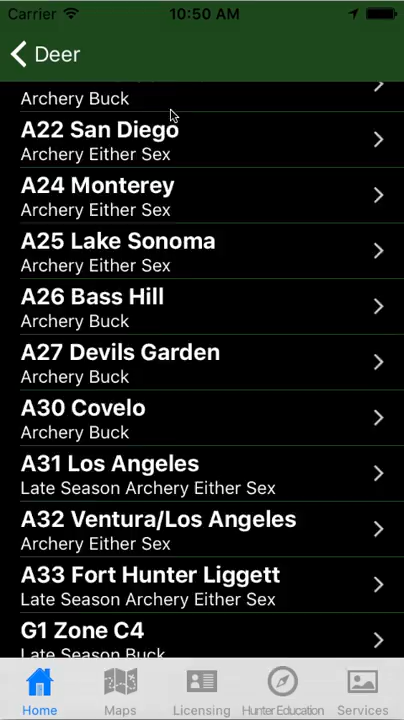 Carrier 10:50 AM
Deer
Archery Buck
A22 San Diego
Archery Either Sex
A24 Monterey
Archery Either Sex
A25 Lake Sonoma
Archery Either Sex
A26 Bass Hill
Archery Buck
A27 Devils Garden
Archery Buck
A30 Covelo
Archery Buck
A31 Los Angeles
Late Season Archery Either Sex
A32 Ventura/Los Angeles
Archery Either Sex
A33 Fort Hunter Liggett
Late Season Archery Either Sex
G1 Zone C4
Late Season Buck
Home Maps Licensing Hunter Education Services